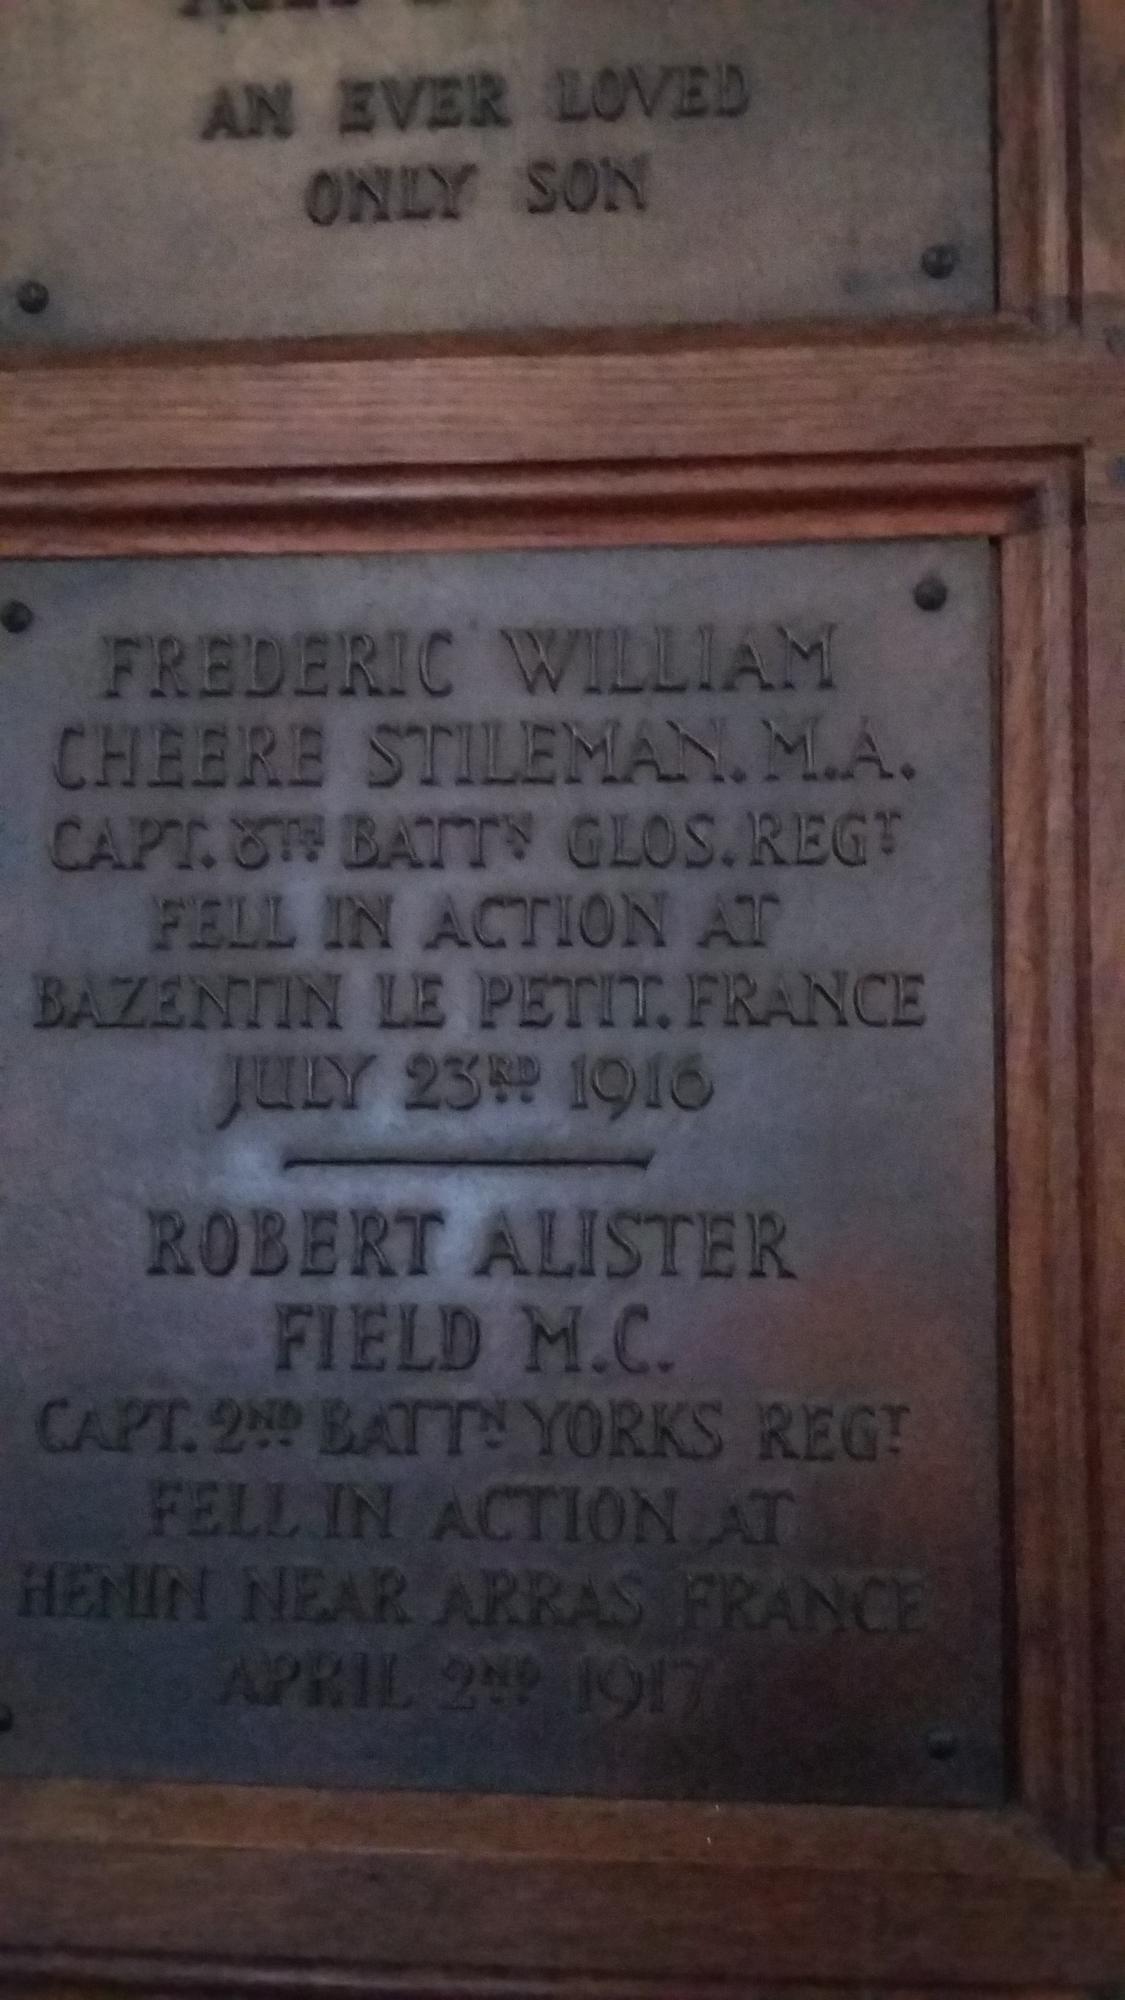 AN EVER LOVED
ONLY SON
FREDERIC WILLIAM
CHEERE STILEMAN. M.A.
CAPT. 8TH BATTN GLOS. REGT
FELL IN ACTION AT
BAZENTIN LE PETIT. FRANCE
JULY 23RD 1916
ROBERT ALISTER
FIELD M.C.
CAPT. 2ND BATTN YORKS REGT
FELL IN ACTION AT
HENIN NEAR ARRAS FRANCE
APRIL 2ND 1917